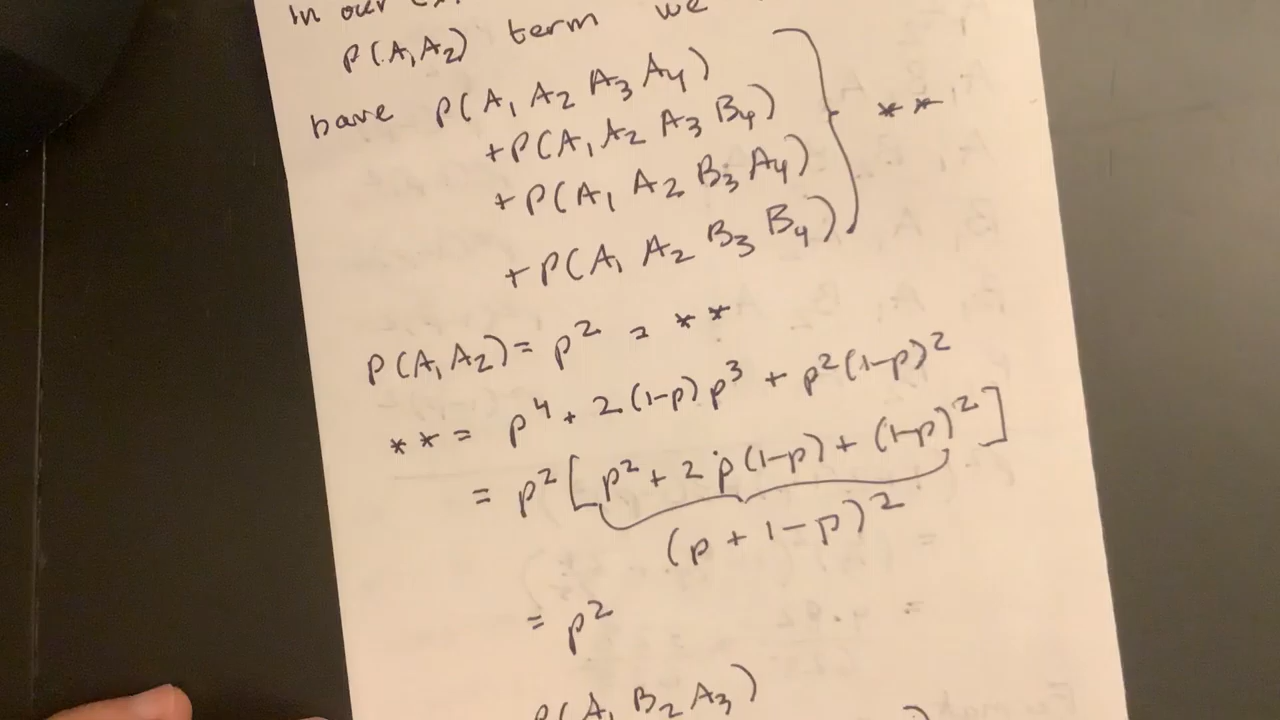 In our
P(A₁A₂) term we
have P(A₁ A₂ A₃ A₄)
+P(A₁ A₂ A₃ B₄)
+P(A₁ A₂ B₃ A₄)
+P(A₁ A₂ B₃ B₄)
**
P(A₁A₂) = p² = **
** = p⁴ + 2(1-p)p³ + p²(1-p)²
= p²[p² + 2p(1-p) + (1-p)²]
(p + 1-p)²
= p²
P(A₁ B₂ A₃)